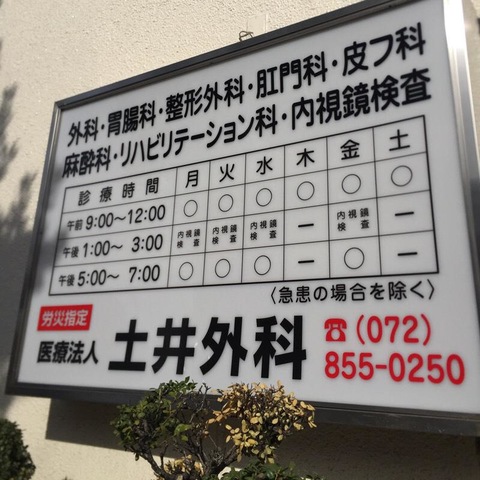 外科・胃腸科・整形外科・肛門科・皮フ科
麻酔科・リハビリテーション科・内視鏡検査
診療時間 月 火 水 木 金 土
午前 9:00〜12:00 ○ ○ ○ ○ ○ ○
午後 1:00〜 3:00 内視鏡検査 内視鏡検査 内視鏡検査 ー 内視鏡検査 ー
午後 5:00〜 7:00 ○ ○ ○ ー ○ ー
〈急患の場合を除く〉
労災指定
医療法人 土井外科 ☎(072)
855-0250